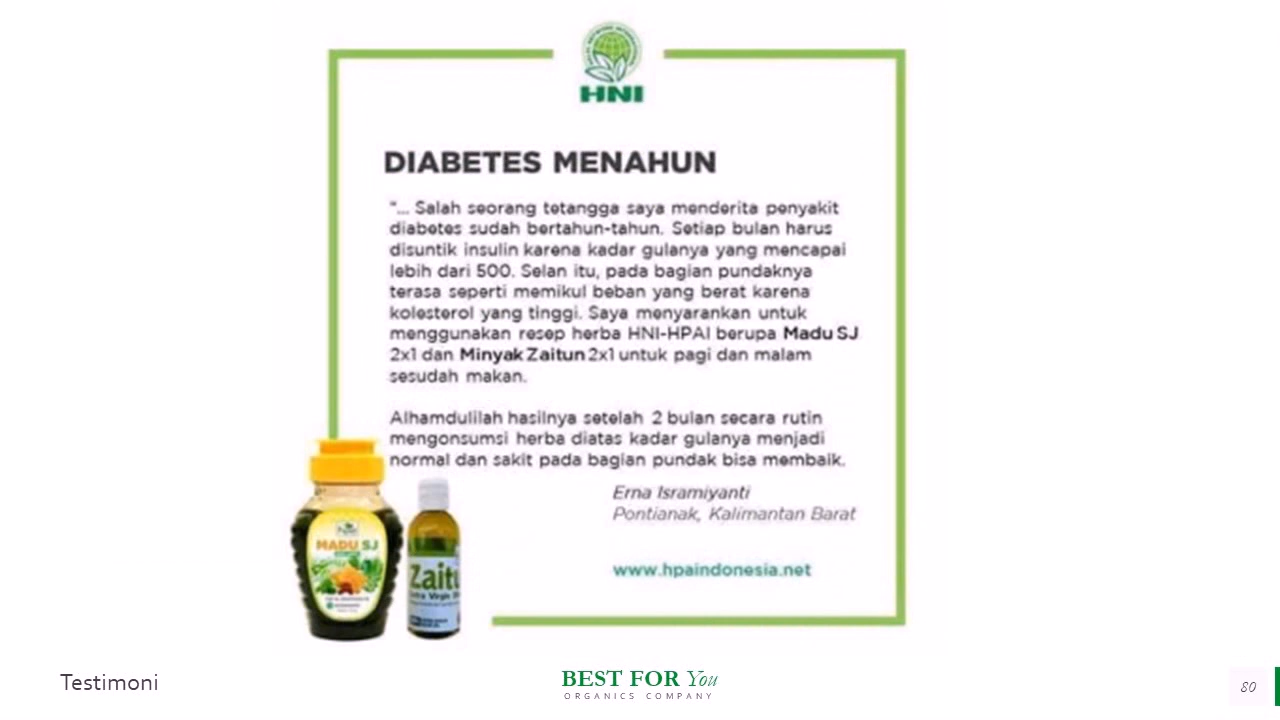 HNI
DIABETES MENAHUN
"... Salah seorang tetangga saya menderita penyakit
diabetes sudah bertahun-tahun. Setiap bulan harus
disuntik insulin karena kadar gulanya yang mencapai
lebih dari 500. Selan itu, pada bagian pundaknya
terasa seperti memikul beban yang berat karena
kolesterol yang tinggi. Saya menyarankan untuk
menggunakan resep herba HNI-HPAI berupa Madu SJ
2x1 dan Minyak Zaitun 2x1 untuk pagi dan malam
sesudah makan.
Alhamdulilah hasilnya setelah 2 bulan secara rutin
mengonsumsi herba diatas kadar gulanya menjadi
normal dan sakit pada bagian pundak bisa membaik.
Erna Isramiyanti
Pontianak, Kalimantan Barat
www.hpaindonesia.net
MADU SJ
Zaitu
Virgin
Testimoni
BEST FOR You
ORGANICS COMPANY
80